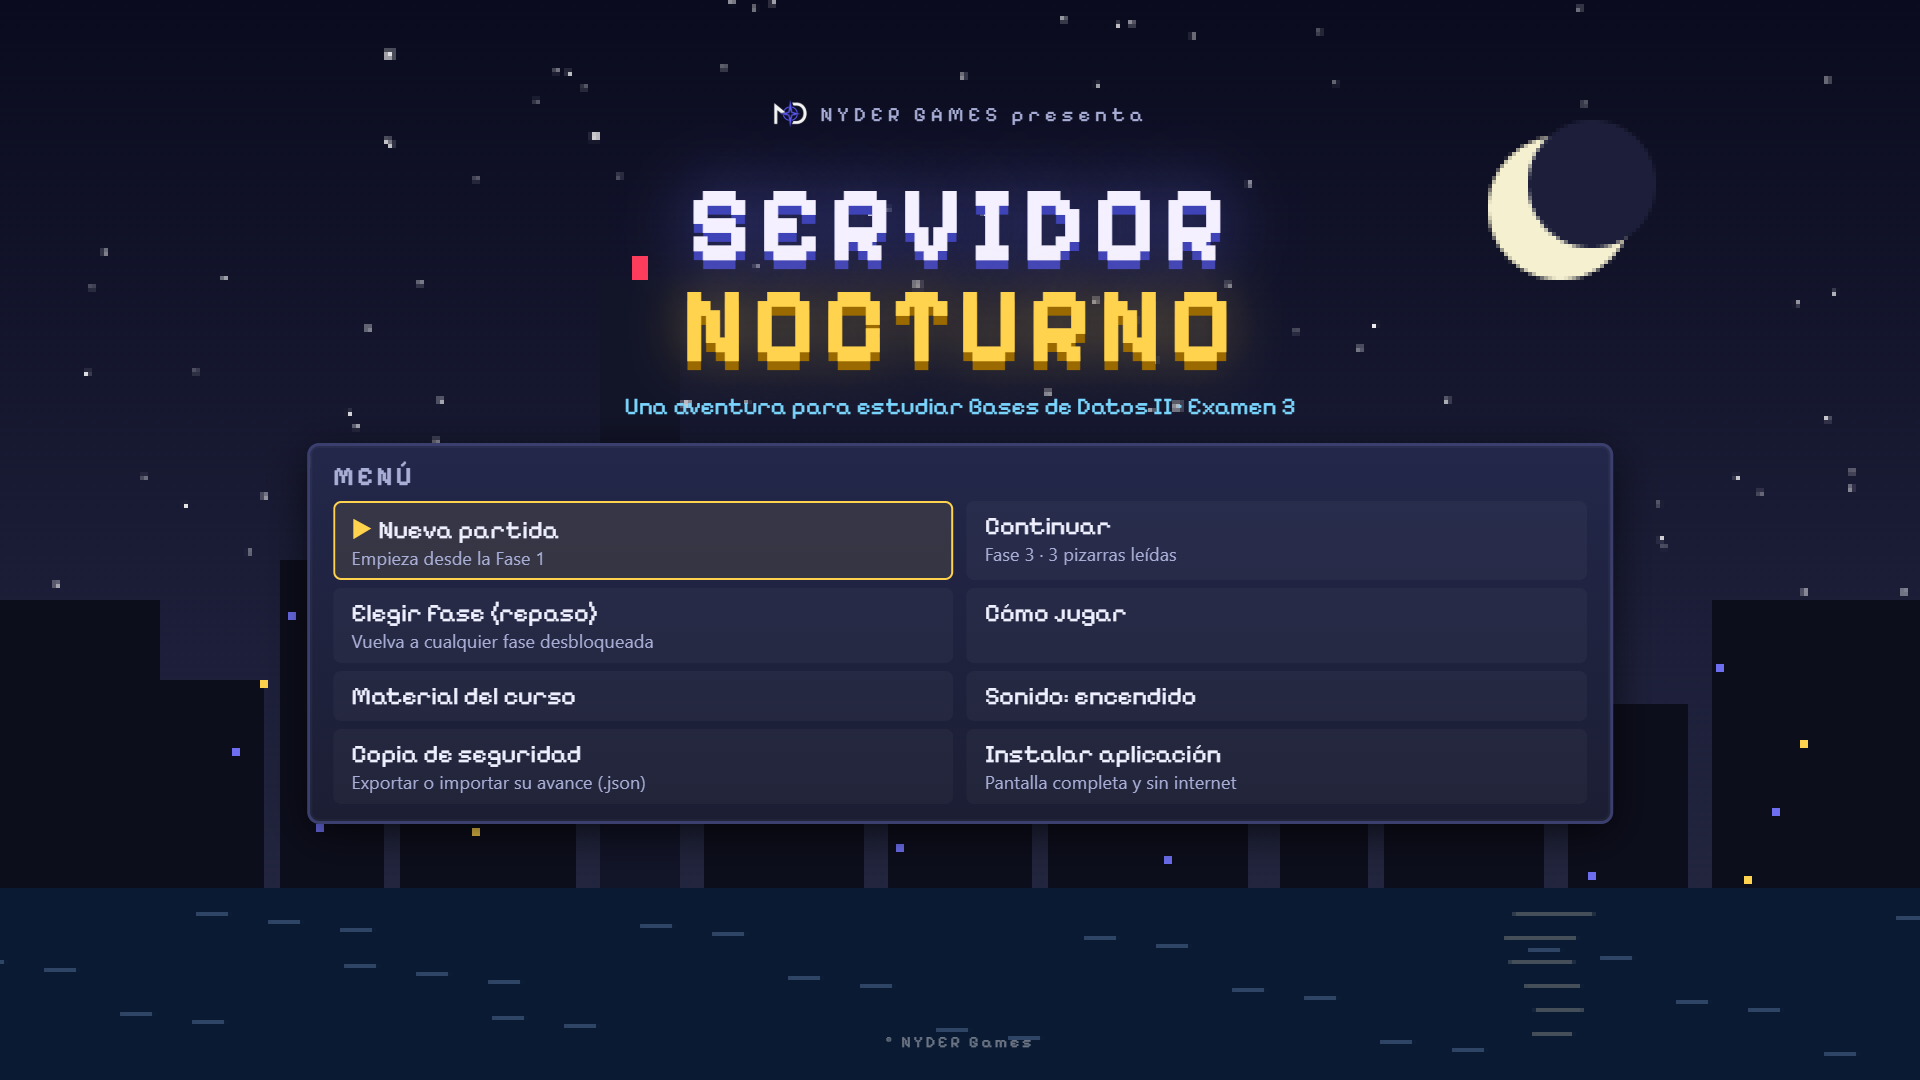 NYDER GAMES presenta
SERVIDOR
NOCTURNO
Una aventura para estudiar Bases de Datos II · Examen 3
MENÚ
▶ Nueva partida
Empieza desde la Fase 1
Continuar
Fase 3 · 3 pizarras leídas
Elegir fase (repaso)
Vuelva a cualquier fase desbloqueada
Cómo jugar
Material del curso
Sonido: encendido
Copia de seguridad
Exportar o importar su avance (.json)
Instalar aplicación
Pantalla completa y sin internet
© NYDER Games